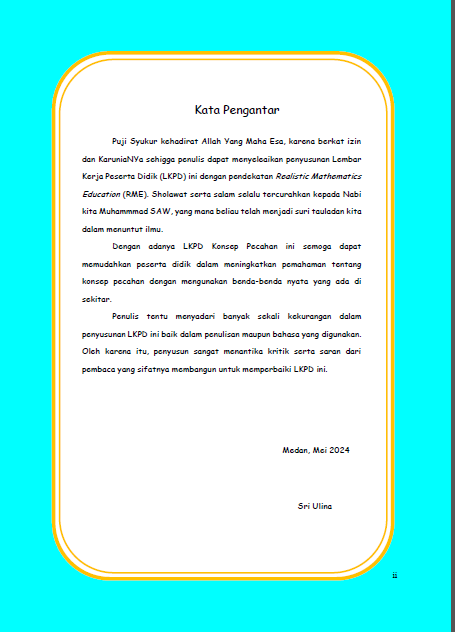 Kata Pengantar
Puji Syukur kehadirat Allah Yang Maha Esa, karena berkat izin
dan KaruniaNYa sehigga penulis dapat menyeleaikan penyusunan Lembar
Kerja Peserta Didik (LKPD) ini dengan pendekatan Realistic Mathematics
Education (RME). Sholawat serta salam selalu tercurahkan kepada Nabi
kita Muhammmad SAW, yang mana beliau telah menjadi suri tauladan kita
dalam menuntut ilmu.
Dengan adanya LKPD Konsep Pecahan ini semoga dapat
memudahkan peserta didik dalam meningkatkan pemahaman tentang
konsep pecahan dengan mengunakan benda-benda nyata yang ada di
sekitar.
Penulis tentu menyadari banyak sekali kekurangan dalam
penyusunan LKPD ini baik dalam penulisan maupun bahasa yang digunakan.
Oleh karena itu, penyusun sangat menantika kritik serta saran dari
pembaca yang sifatnya membangun untuk memperbaiki LKPD ini.
Medan, Mei 2024
Sri Ulina
ii